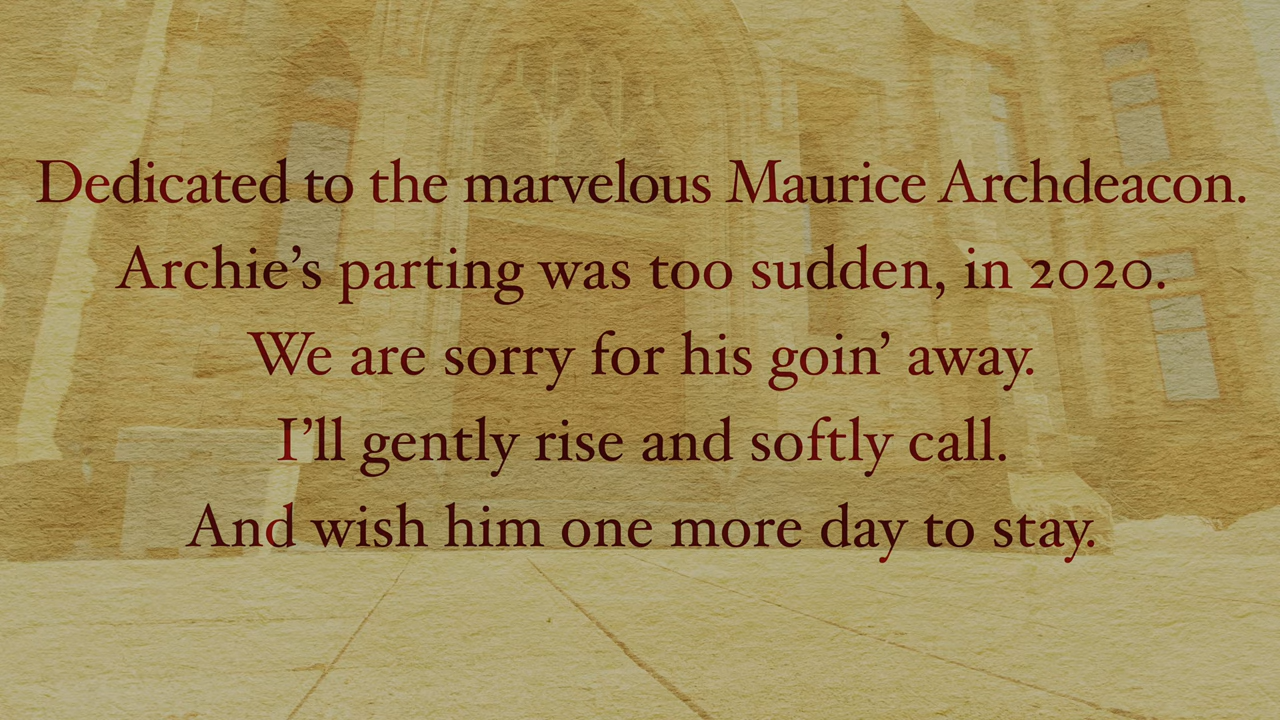 Dedicated to the marvelous Maurice Archdeacon.
Archie’s parting was too sudden, in 2020.
We are sorry for his goin’ away.
I’ll gently rise and softly call.
And wish him one more day to stay.